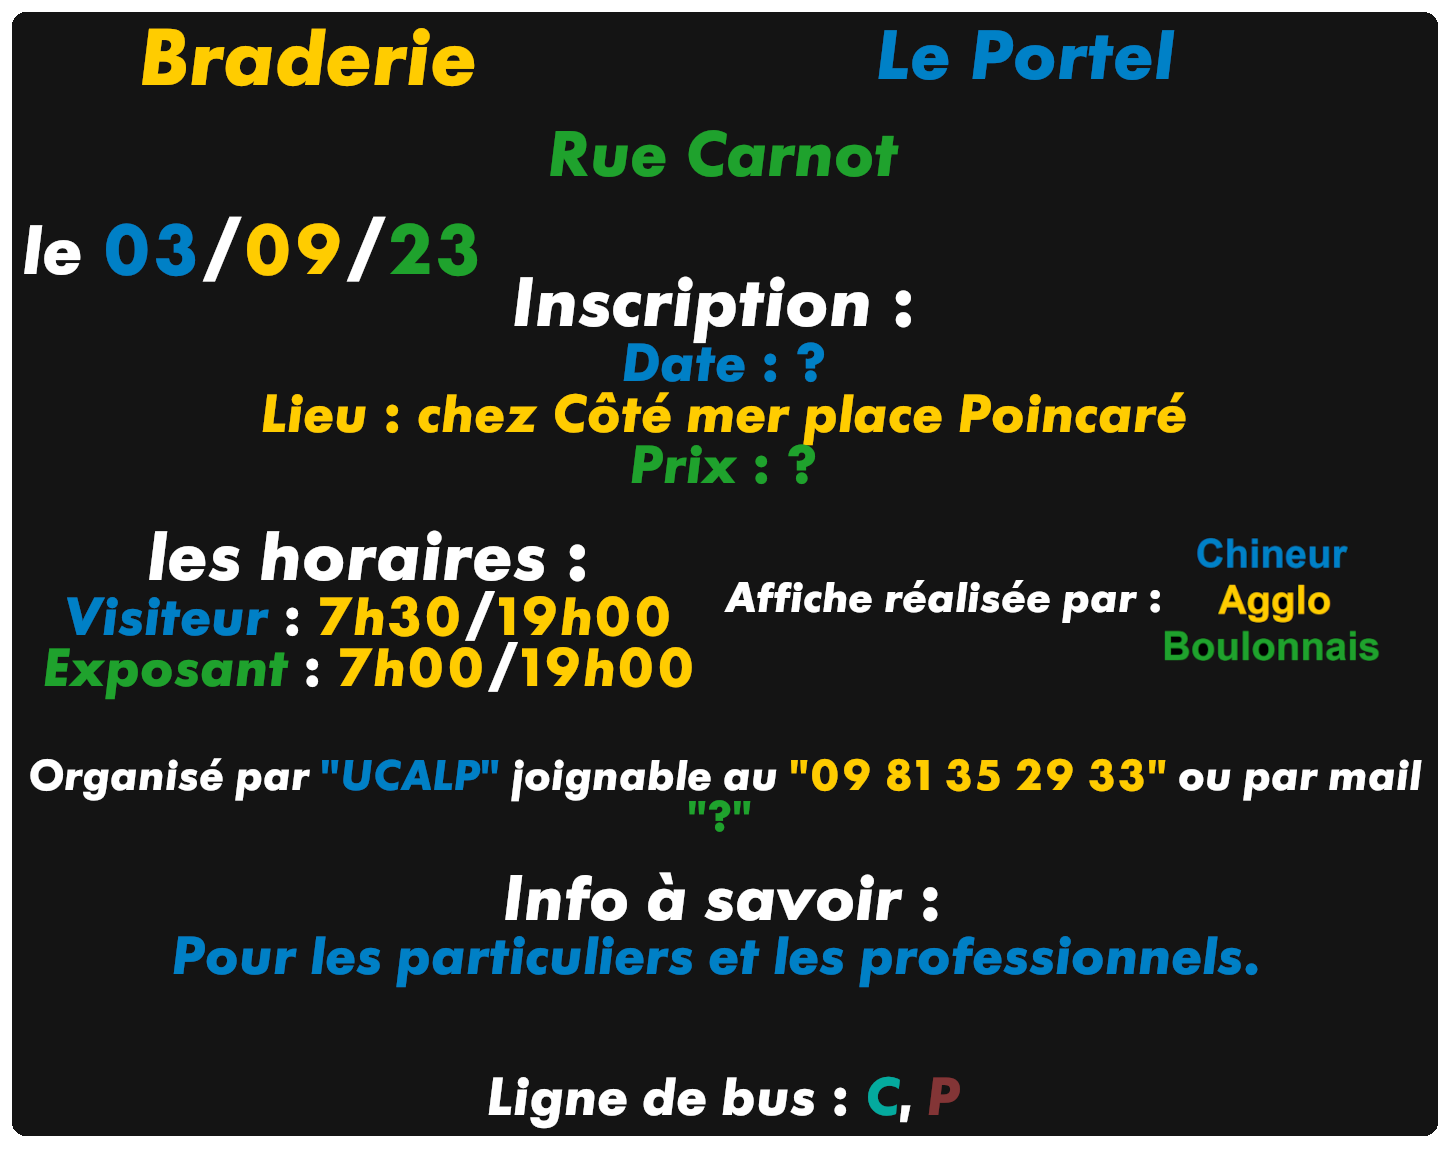 Braderie
Le Portel
Rue Carnot
le 03/09/23
Inscription :
Date : ?
Lieu : chez Côté mer place Poincaré
Prix : ?
les horaires :
Visiteur : 7h30/19h00
Exposant : 7h00/19h00
Affiche réalisée par :
Chineur
Agglo
Boulonnais
Organisé par "UCALP" joignable au "09 81 35 29 33" ou par mail
"?"
Info à savoir :
Pour les particuliers et les professionnels.
Ligne de bus : C, P